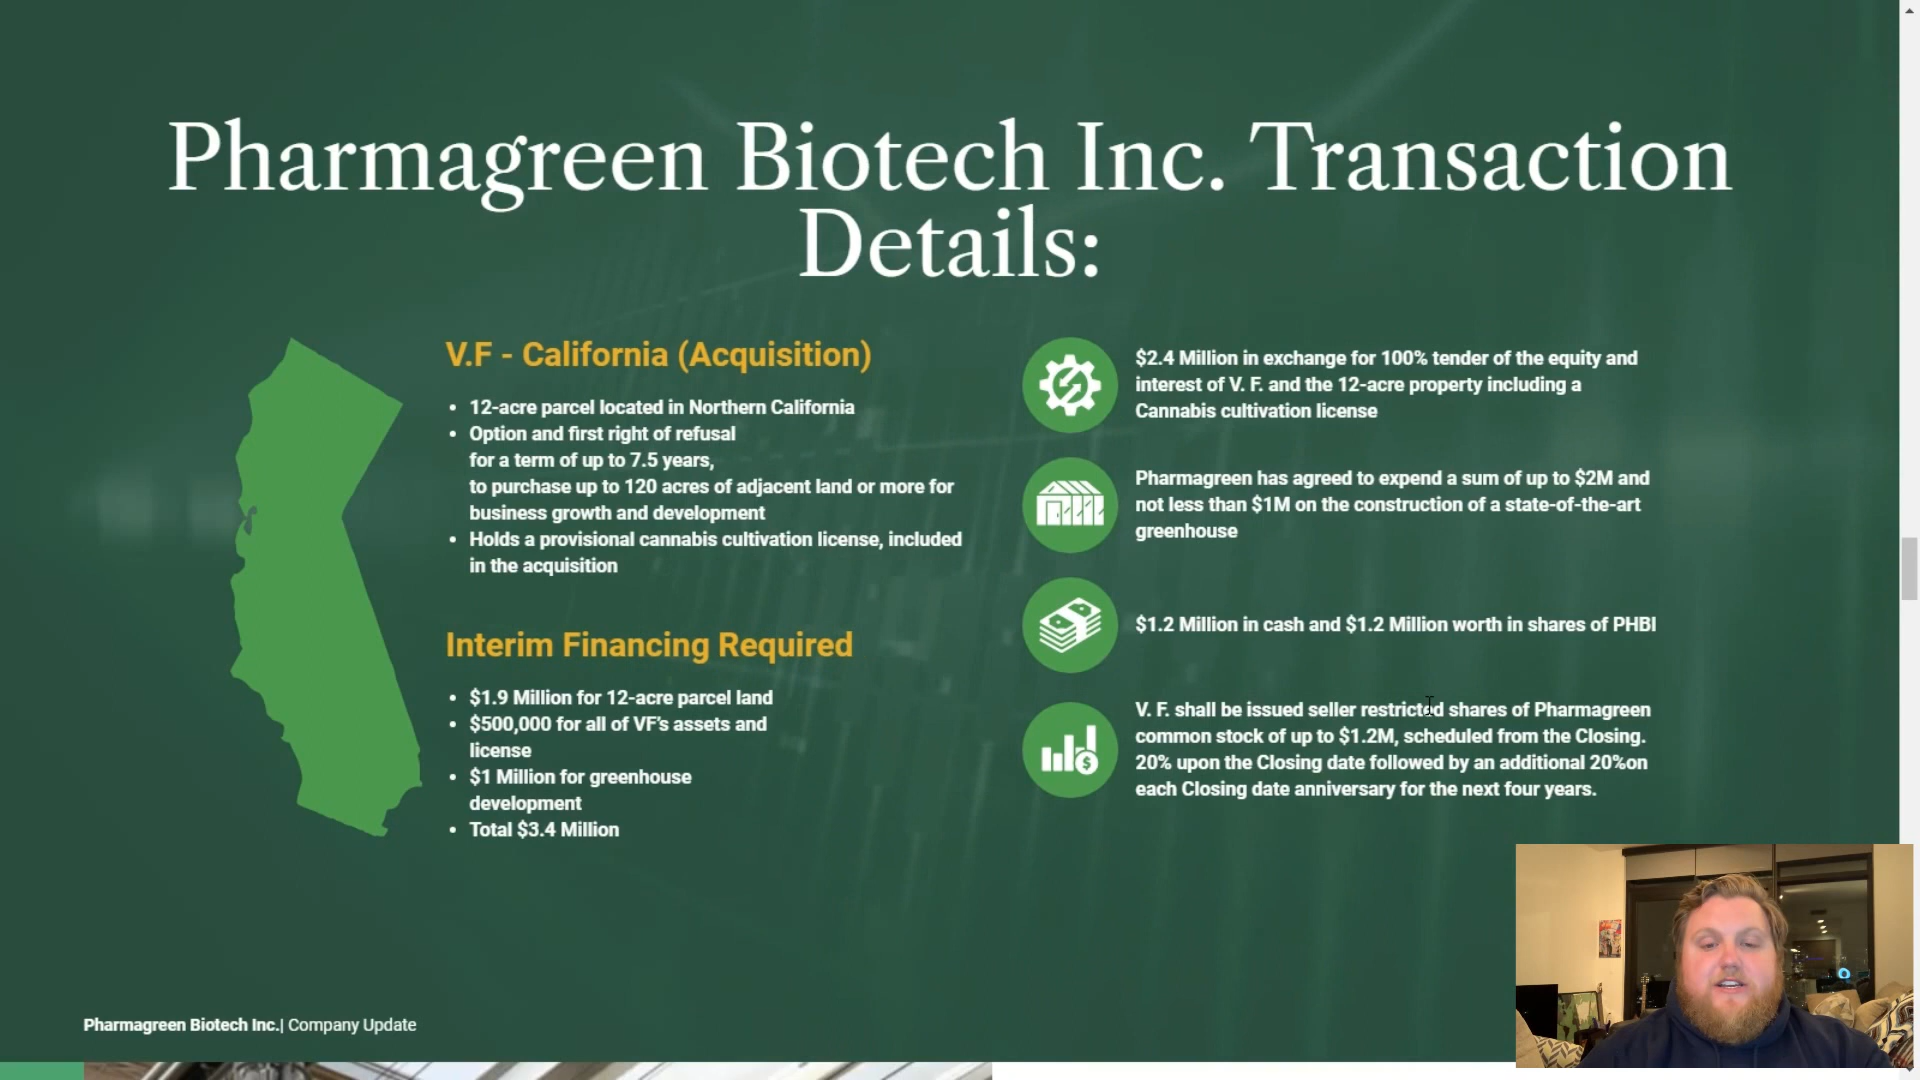 Pharmagreen Biotech Inc. Transaction
Details:
V.F - California (Acquisition)
• 12-acre parcel located in Northern California
• Option and first right of refusal
for a term of up to 7.5 years,
to purchase up to 120 acres of adjacent land or more for
business growth and development
• Holds a provisional cannabis cultivation license, included
in the acquisition
Interim Financing Required
• $1.9 Million for 12-acre parcel land
• $500,000 for all of VF's assets and
license
• $1 Million for greenhouse
development
• Total $3.4 Million
$2.4 Million in exchange for 100% tender of the equity and
interest of V. F. and the 12-acre property including a
Cannabis cultivation license
Pharmagreen has agreed to expend a sum of up to $2M and
not less than $1M on the construction of a state-of-the-art
greenhouse
$1.2 Million in cash and $1.2 Million worth in shares of PHBI
V. F. shall be issued seller restricted shares of Pharmagreen
common stock of up to $1.2M, scheduled from the Closing.
20% upon the Closing date followed by an additional 20%on
each Closing date anniversary for the next four years.
Pharmagreen Biotech Inc.| Company Update